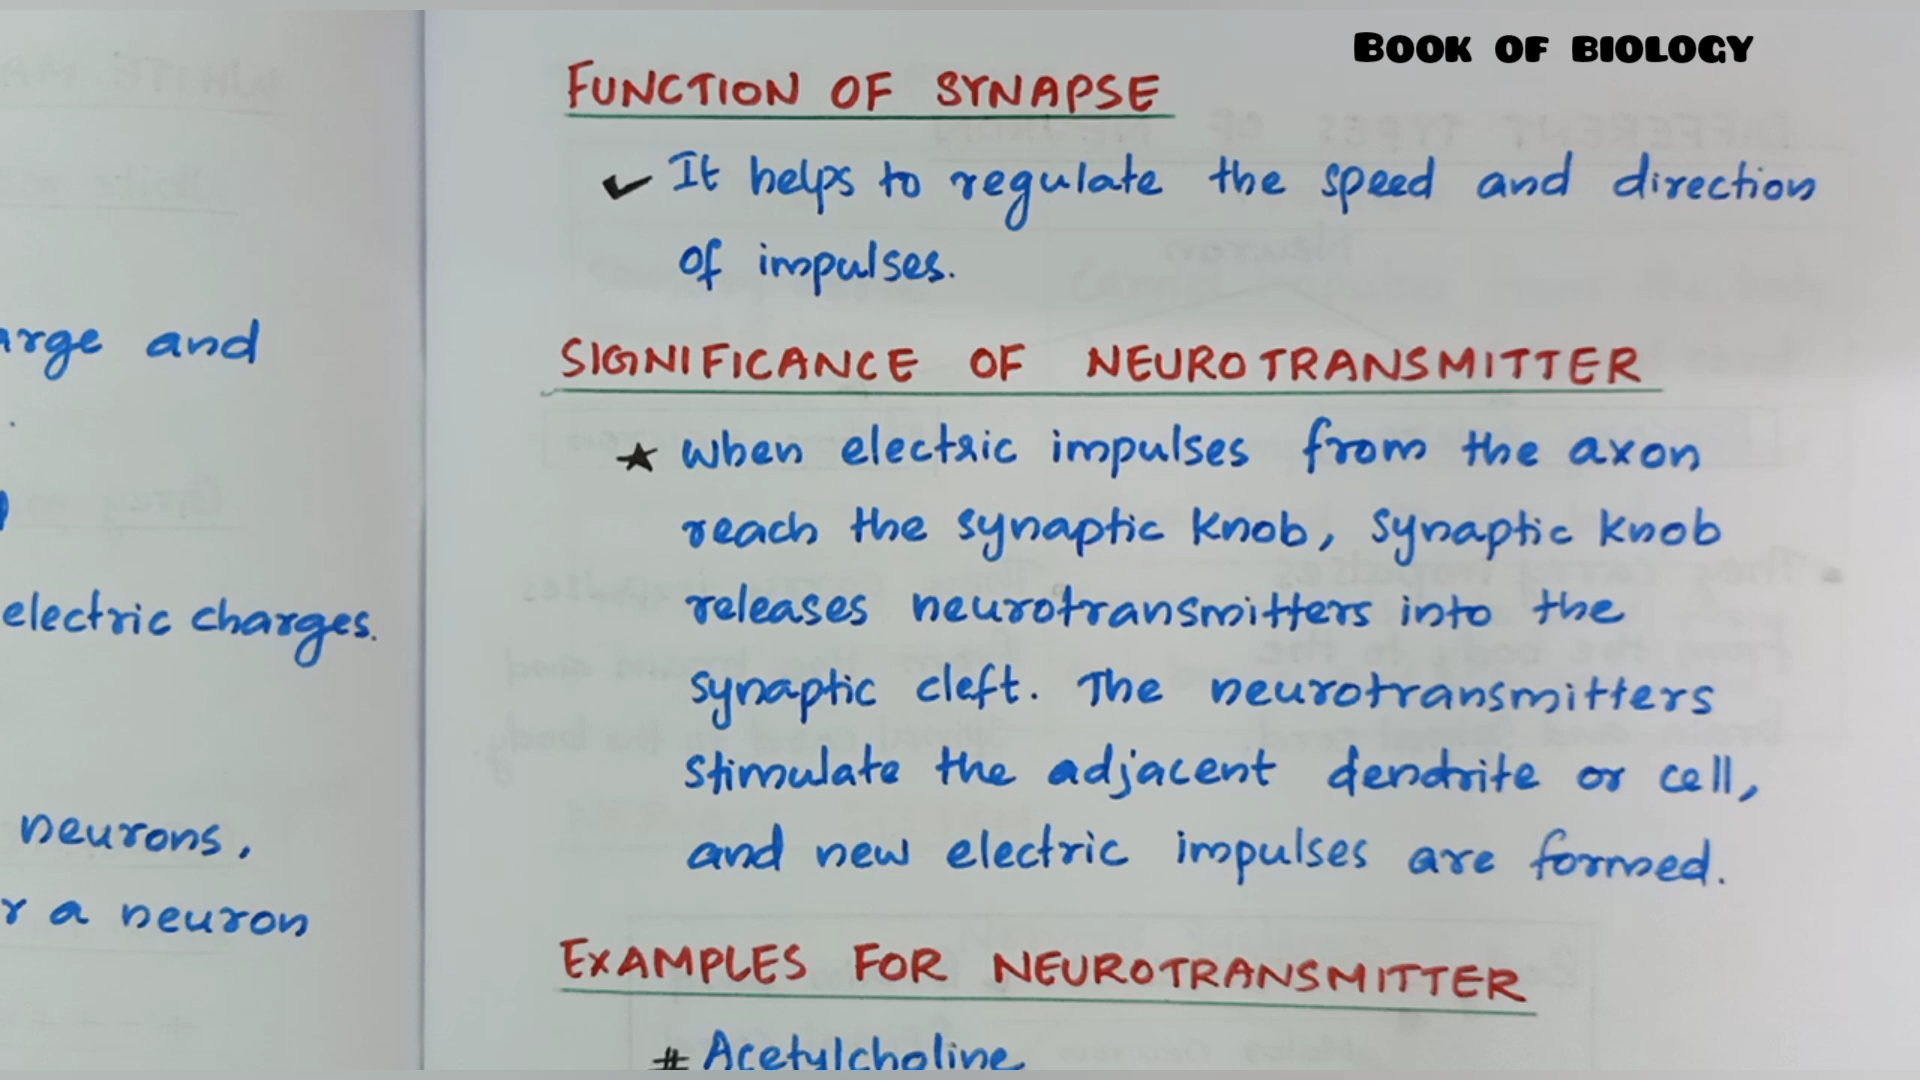 BOOK OF BIOLOGY
arge and
electric charges.
neurons,
r a neuron
FUNCTION OF SYNAPSE
It helps to regulate the speed and direction
of impulses.
SIGNIFICANCE OF NEUROTRANSMITTER
★ When electric impulses from the axon
reach the synaptic knob, synaptic knob
releases neurotransmitters into the
synaptic cleft. The neurotransmitters
stimulate the adjacent dendrite or cell,
and new electric impulses are formed.
EXAMPLES FOR NEUROTRANSMITTER
# Acetylcholine